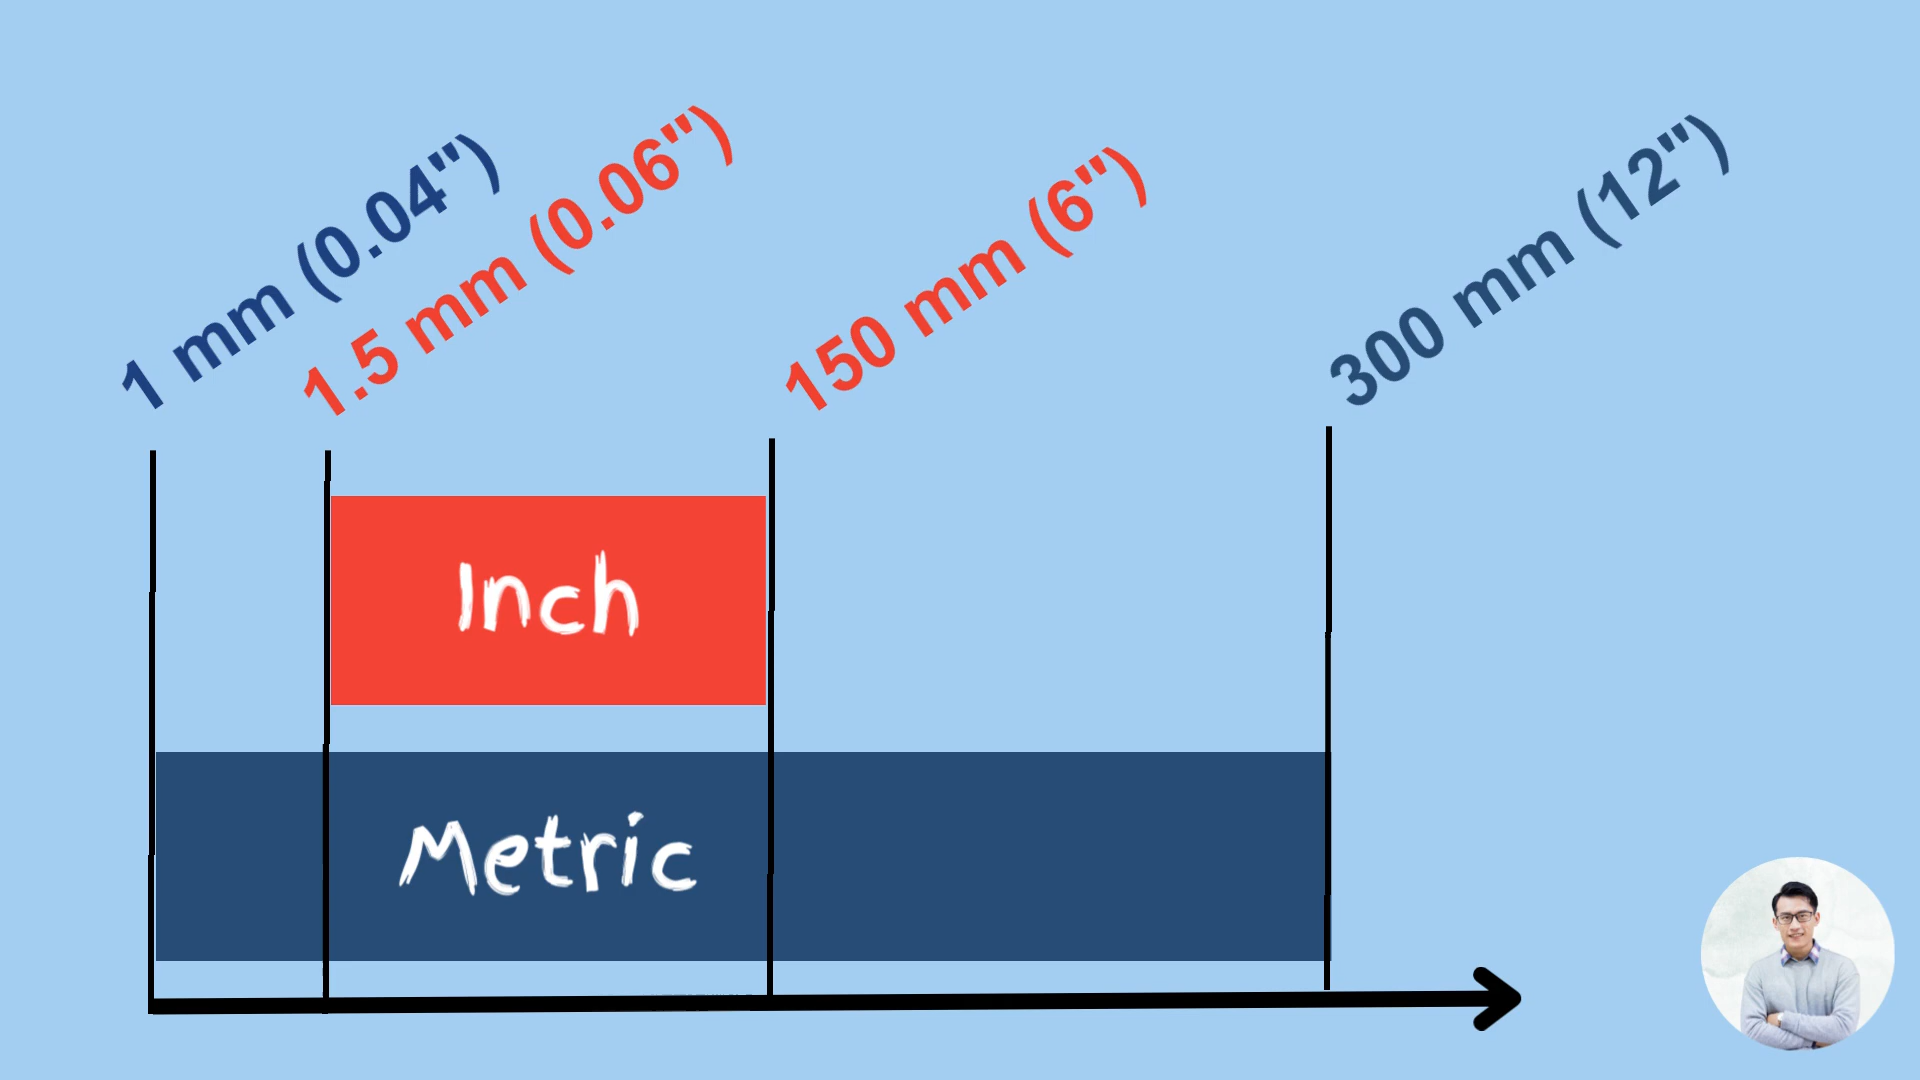 1 mm (0.04")
1.5 mm (0.06")
150 mm (6")
300 mm (12")
Inch
Metric